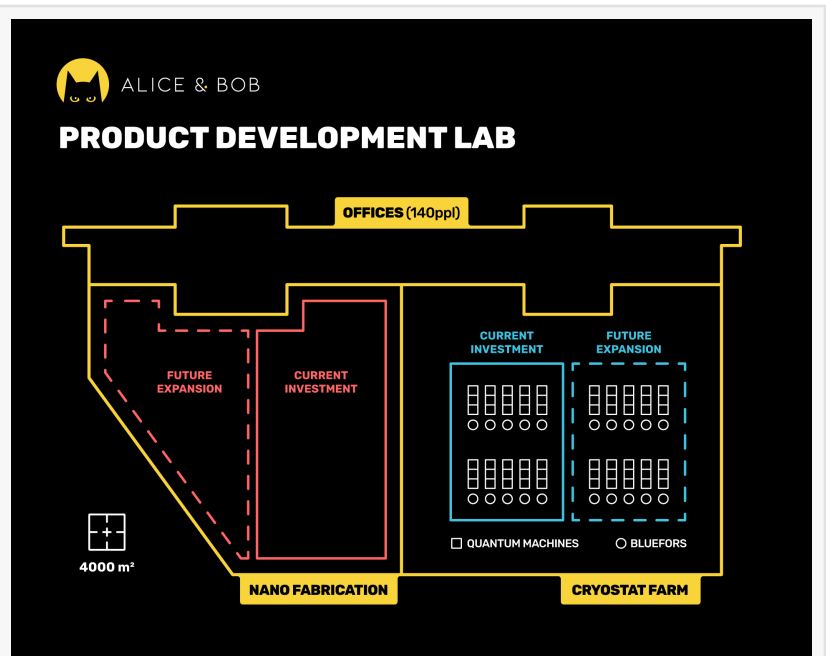 ALICE & BOB
PRODUCT DEVELOPMENT LAB
OFFICES (140ppl)
FUTURE
EXPANSION
CURRENT
INVESTMENT
CURRENT
INVESTMENT
FUTURE
EXPANSION
QUANTUM MACHINES
BLUEFORS
4000 m²
NANO FABRICATION
CRYOSTAT FARM